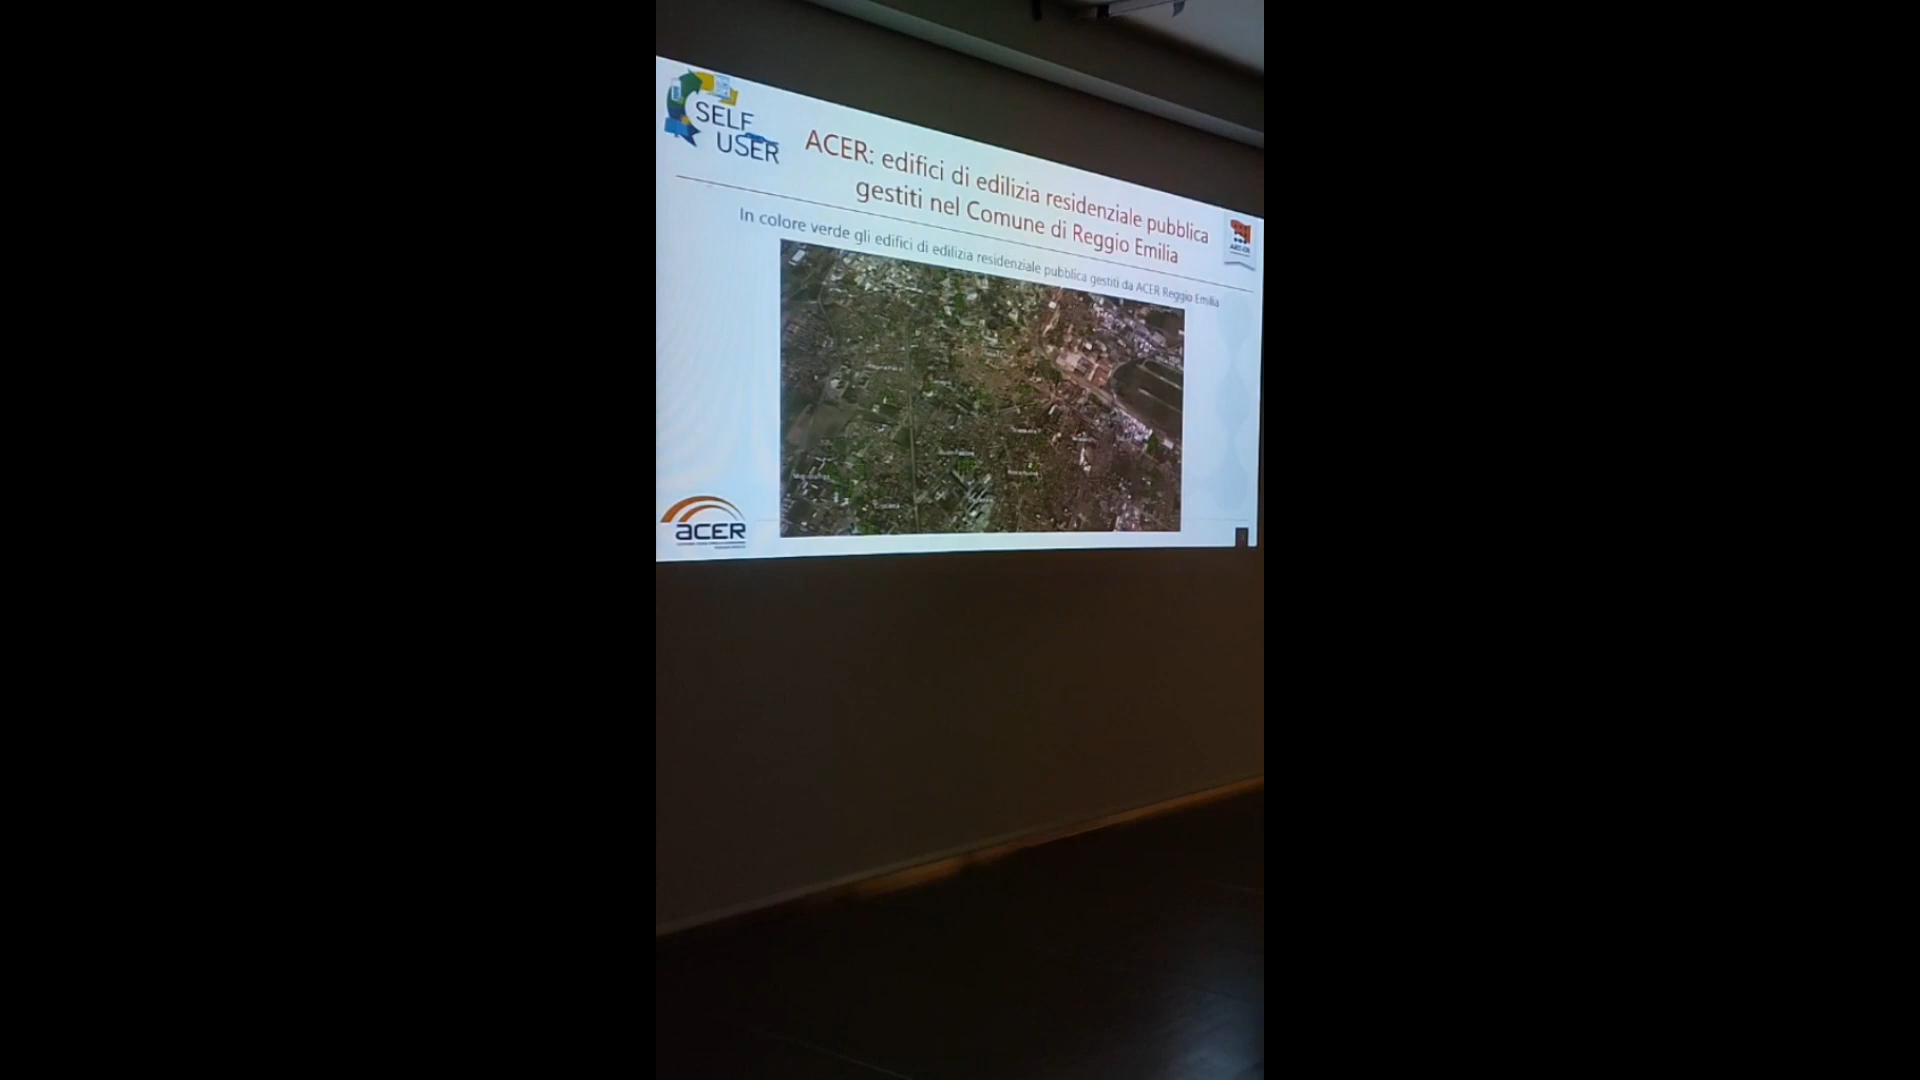 SELF
USER
ACER: edifici di edilizia residenziale pubblica
gestiti nel Comune di Reggio Emilia
In colore verde gli edifici di edilizia residenziale pubblica gestiti da ACER Reggio Emilia
acer